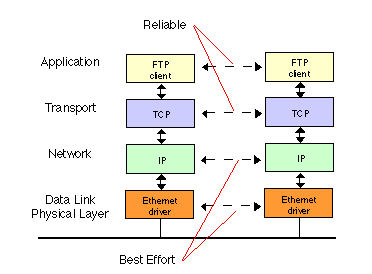 Reliable
Application
FTP
client
FTP
client
Transport
TCP
TCP
Network
IP
IP
Data Link
Physical Layer
Ethernet
driver
Ethernet
driver
Best Effort